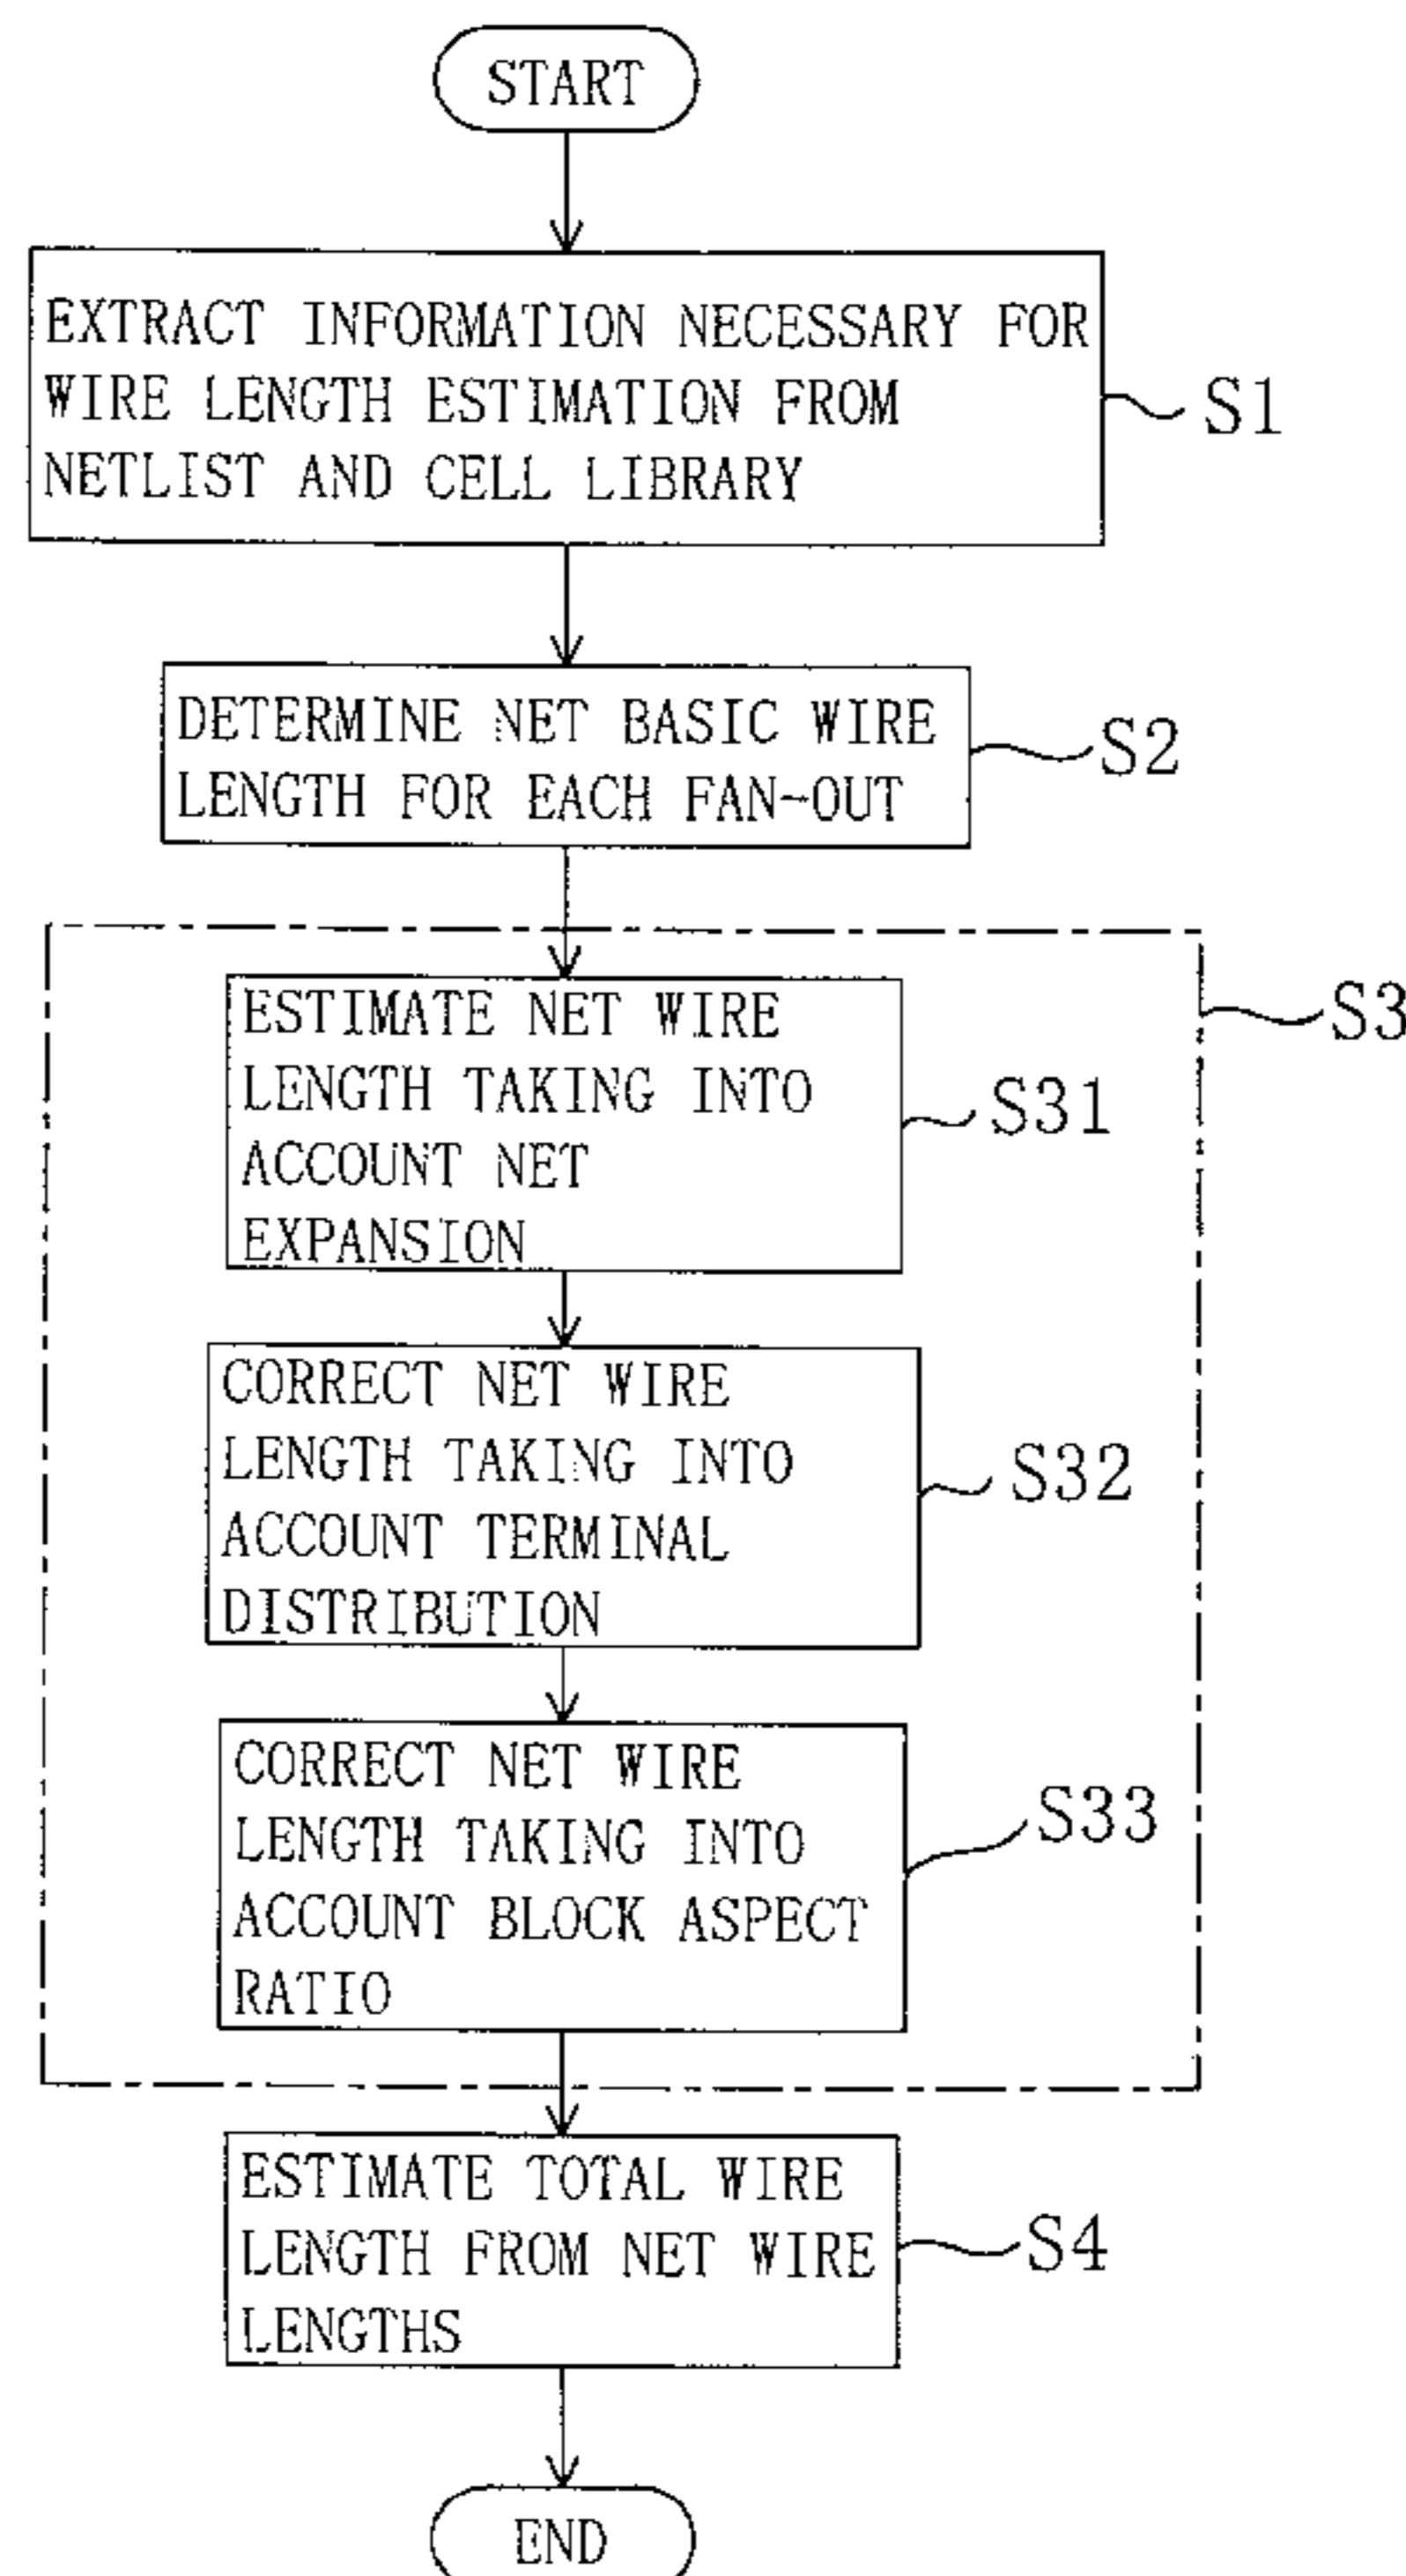 START
EXTRACT INFORMATION NECESSARY FOR
WIRE LENGTH ESTIMATION FROM
NETLIST AND CELL LIBRARY
S1
DETERMINE NET BASIC WIRE
LENGTH FOR EACH FAN-OUT
S2
S3
ESTIMATE NET WIRE
LENGTH TAKING INTO
ACCOUNT NET
EXPANSION
S31
CORRECT NET WIRE
LENGTH TAKING INTO
ACCOUNT TERMINAL
DISTRIBUTION
S32
CORRECT NET WIRE
LENGTH TAKING INTO
ACCOUNT BLOCK ASPECT
RATIO
S33
ESTIMATE TOTAL WIRE
LENGTH FROM NET WIRE
LENGTHS
S4
END